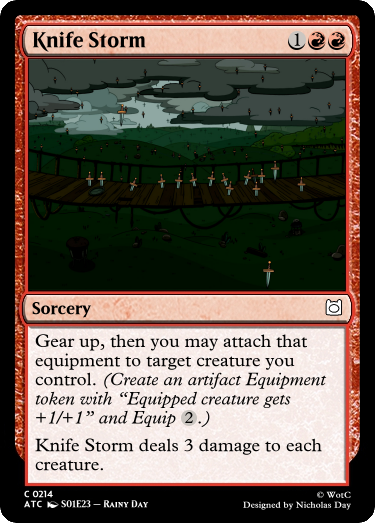 Knife Storm 1
Sorcery
Gear up, then you may attach that
equipment to target creature you
control. (Create an artifact Equipment
token with “Equipped creature gets
+1/+1” and Equip 2.)
Knife Storm deals 3 damage to each
creature.
C 0214
© WotC
ATC S01E23 – Rainy Day
Designed by Nicholas Day